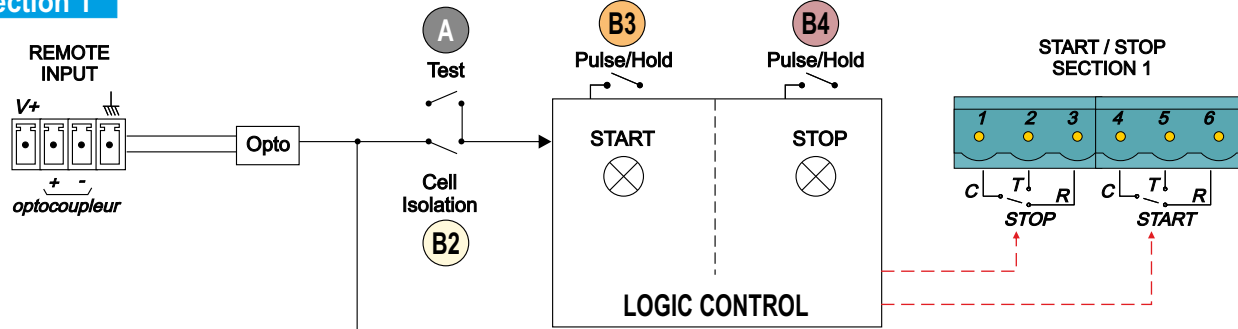 ection 1
REMOTE
INPUT
V+
+ -
optocoupleur
Opto
A
Test
Cell
Isolation
B2
B3
Pulse/Hold
B4
Pulse/Hold
START
STOP
LOGIC CONTROL
START / STOP
SECTION 1
1 2 3 4 5 6
C T R C T R
STOP START